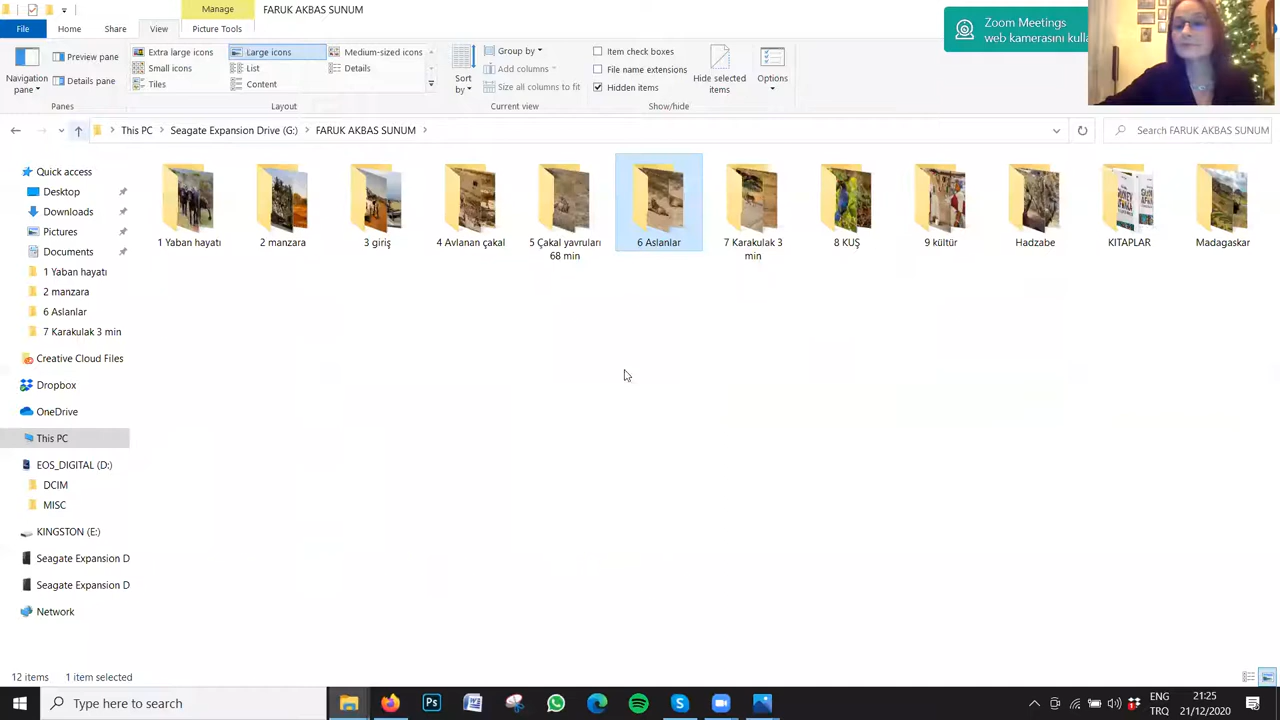 Manage
FARUK AKBAS SUNUM
File
Home
Share
View
Picture Tools
Zoom Meetings
web kamerasını kulla
Navigation pane
Preview pane
Details pane
Panes
Extra large icons
Large icons
Medium-sized icons
Small icons
List
Details
Tiles
Content
Layout
Sort by
Group by
Add columns
Size all columns to fit
Current view
Item check boxes
File name extensions
Hidden items
Hide selected items
Show/hide
Options
This PC
Seagate Expansion Drive (G:)
FARUK AKBAS SUNUM
Search FARUK AKBAS SUNUM
Quick access
Desktop
Downloads
Pictures
Documents
1 Yaban hayatı
2 manzara
6 Aslanlar
7 Karakulak 3 min
Creative Cloud Files
Dropbox
OneDrive
This PC
EOS_DIGITAL (D:)
DCIM
MISC
KINGSTON (E:)
Seagate Expansion D
Seagate Expansion D
Network
1 Yaban hayatı
2 manzara
3 giriş
4 Avlanan çakal
5 Çakal yavruları
68 min
6 Aslanlar
7 Karakulak 3
min
8 KUŞ
9 kültür
Hadzabe
KITAPLAR
Madagaskar
12 items
1 item selected
Type here to search
Ps
ENG
TRQ
21:25
21/12/2020